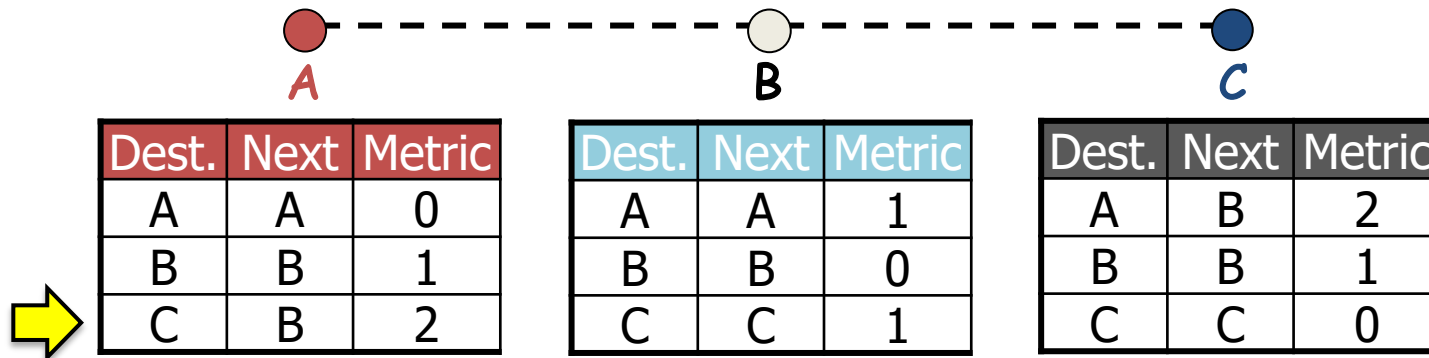 A B C
Dest. Next Metric Dest. Next Metric Dest. Next Metric
A A 0 A A 1 A B 2
B B 1 B B 0 B B 1
C B 2 C C 1 C C 0